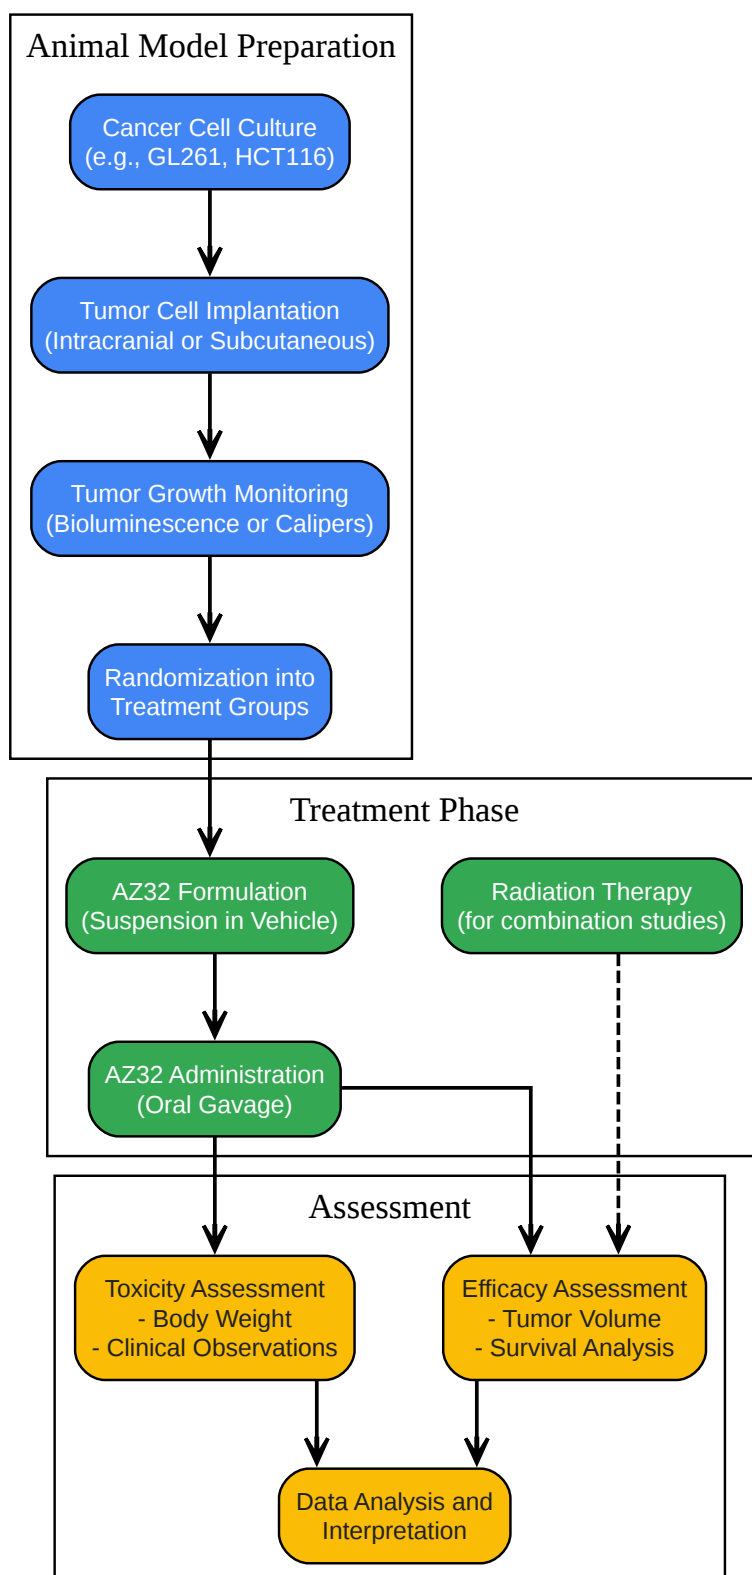 Animal Model Preparation
Cancer Cell Culture
(e.g., GL261, HCT116)
Tumor Cell Implantation
(Intracranial or Subcutaneous)
Tumor Growth Monitoring
(Bioluminescence or Calipers)
Randomization into
Treatment Groups
Treatment Phase
AZ32 Formulation
(Suspension in Vehicle)
Radiation Therapy
(for combination studies)
AZ32 Administration
(Oral Gavage)
Assessment
Toxicity Assessment
- Body Weight
- Clinical Observations
Efficacy Assessment
- Tumor Volume
- Survival Analysis
Data Analysis and
Interpretation